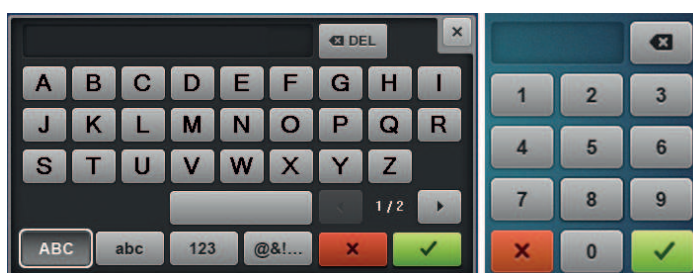 DEL
A B C D E F G H I
J K L M N O P Q R
S T U V W X Y Z
1 / 2
ABC abc 123 @&!...
1 2 3
4 5 6
7 8 9
0